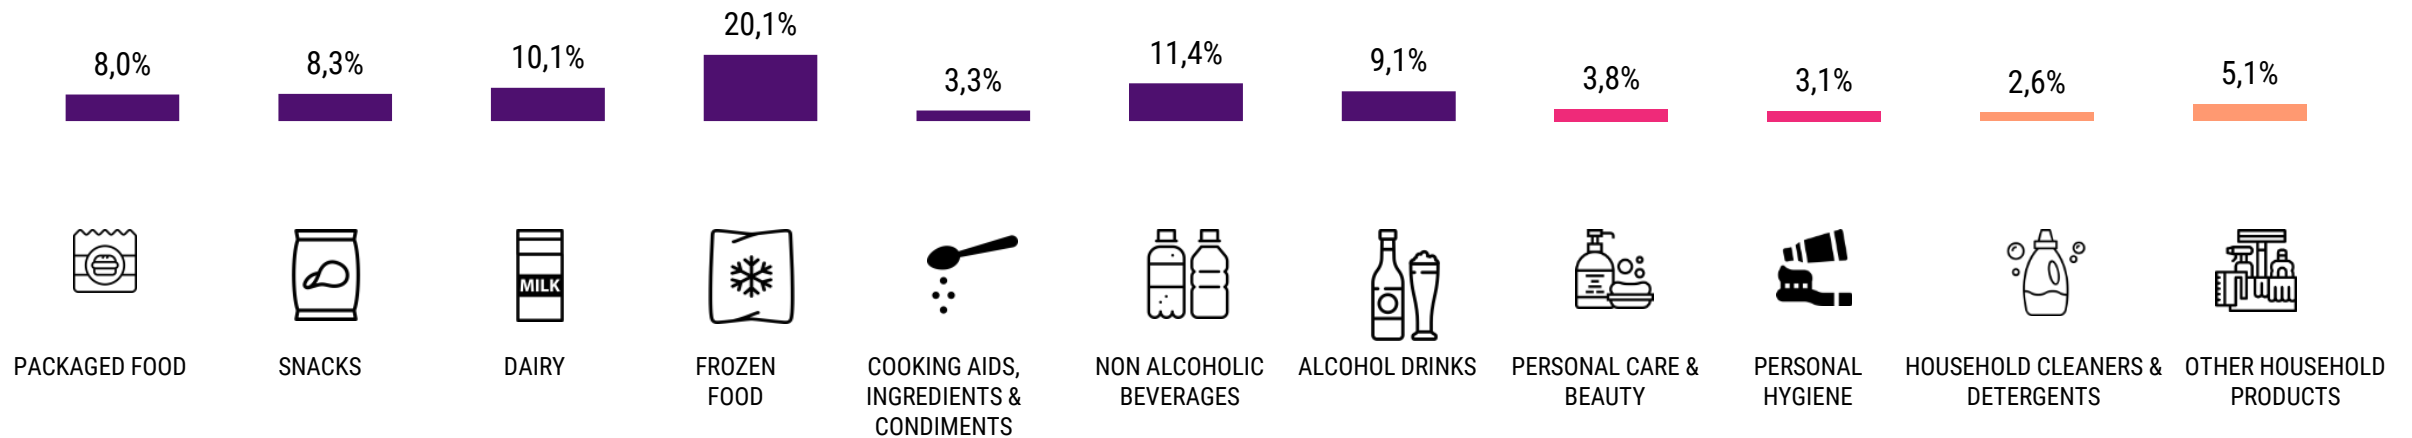 8,0%
8,3%
10,1%
20,1%
3,3%
11,4%
9,1%
3,8%
3,1%
2,6%
5,1%
MILK
PACKAGED FOOD
SNACKS
DAIRY
FROZEN
FOOD
COOKING AIDS,
INGREDIENTS &
CONDIMENTS
NON ALCOHOLIC
BEVERAGES
ALCOHOL DRINKS
PERSONAL CARE &
BEAUTY
PERSONAL
HYGIENE
HOUSEHOLD CLEANERS &
DETERGENTS
OTHER HOUSEHOLD
PRODUCTS